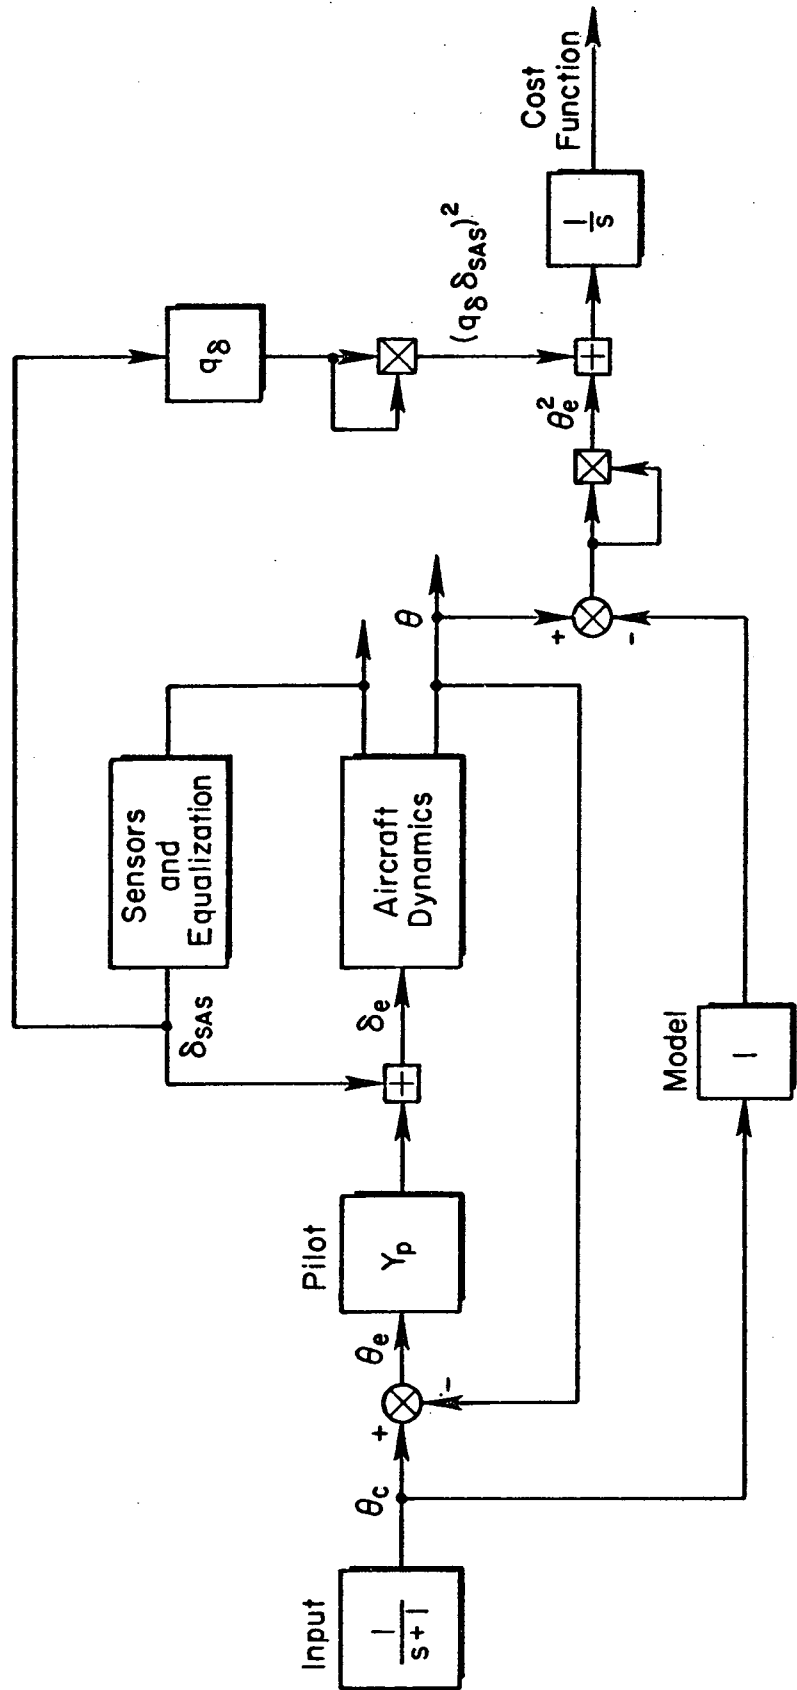 Input
1
s+1
θc
+
-
θe
Pilot
Yp
+
δe
δSAS
Sensors
and
Equalization
Aircraft
Dynamics
θ
Model
1
+
-
qδ
(qδ δSAS)²
θe²
+
1
s
Cost
Function